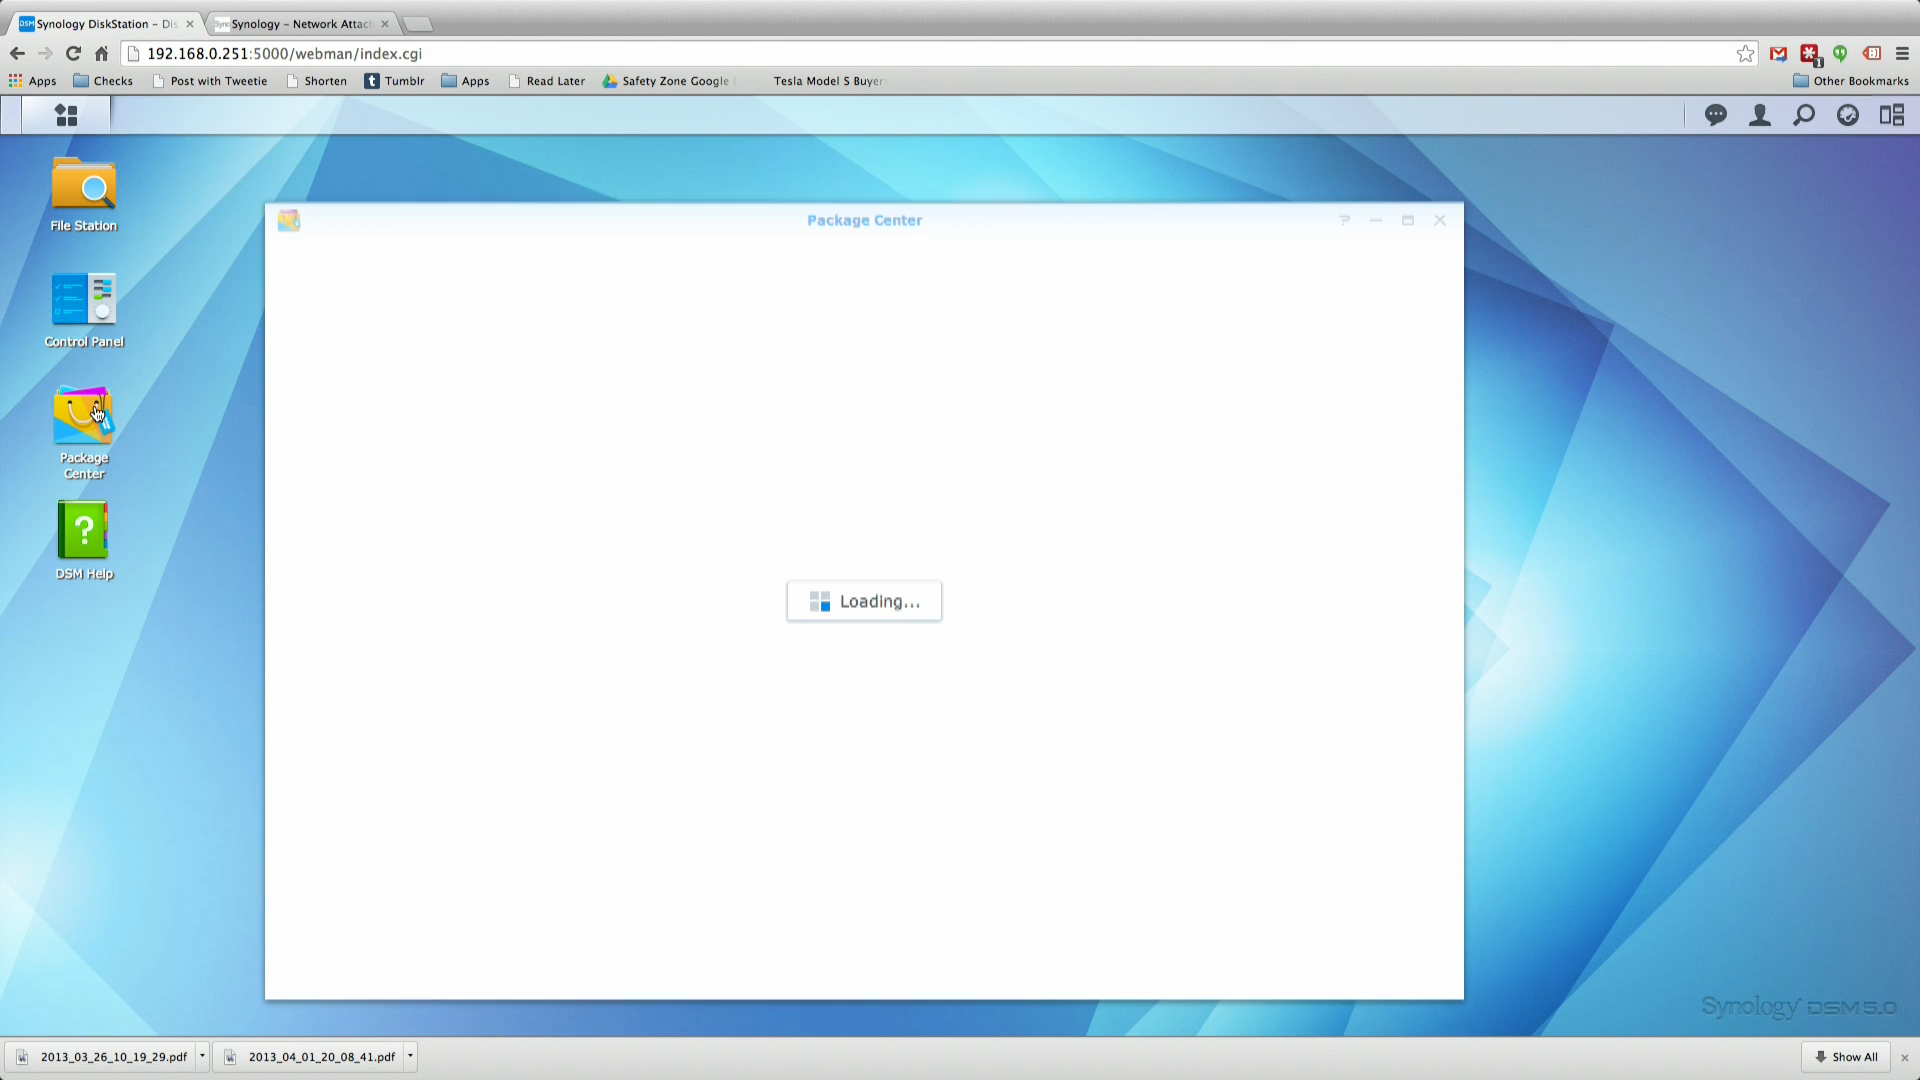 Synology DiskStation – Dis
Synology – Network Attach
192.168.0.251:5000/webman/index.cgi
Apps
Checks
Post with Tweetie
Shorten
Tumblr
Apps
Read Later
Safety Zone Google
Tesla Model S Buyers
Other Bookmarks
File Station
Control Panel
Package
Center
DSM Help
Package Center
Loading...
Synology DSM 5.0
2013_03_26_10_19_29.pdf
2013_04_01_20_08_41.pdf
Show All